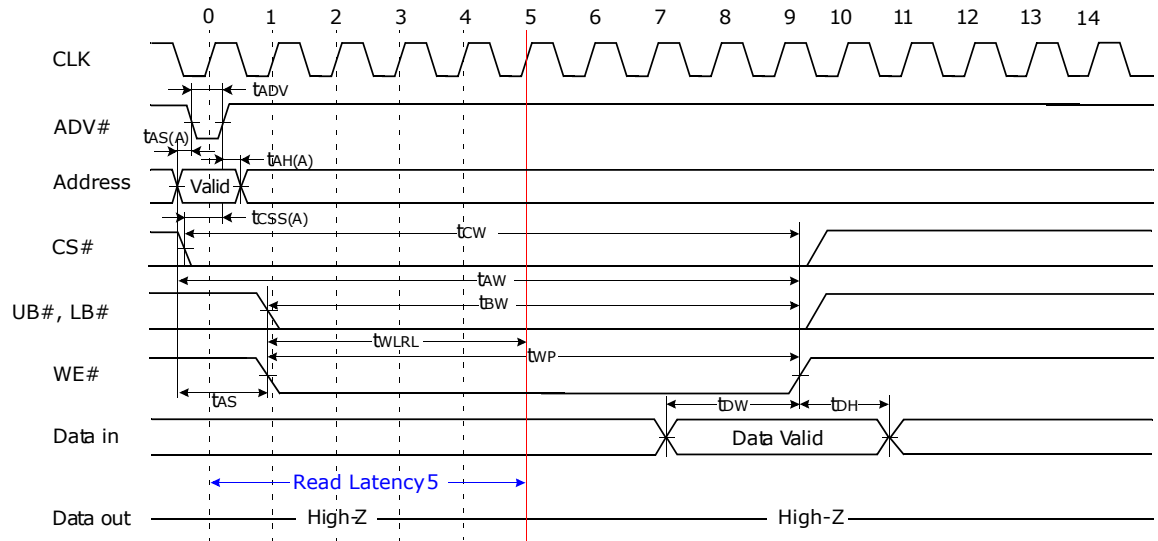 0 1 2 3 4 5 6 7 8 9 10 11 12 13 14
CLK
tADV
ADV#
tAS(A)
tAH(A)
Address
Valid
tCSS(A)
CS#
tCW
tAW
UB#, LB#
tBW
tWLRL
tWP
WE#
tAS
tDW
tDH
Data in
Data Valid
Read Latency 5
Data out
High-Z
High-Z